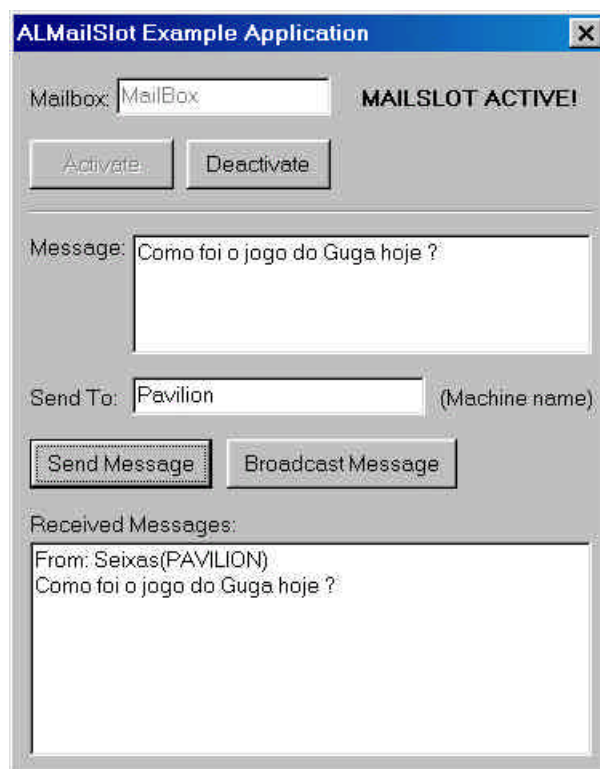 ALMailSlot Example Application
Mailbox: MailBox MAILSLOT ACTIVE!
Activate Deactivate
Message: Como foi o jogo do Guga hoje ?
Send To: Pavilion (Machine name)
Send Message Broadcast Message
Received Messages:
From: Seixas(PAVILION)
Como foi o jogo do Guga hoje ?